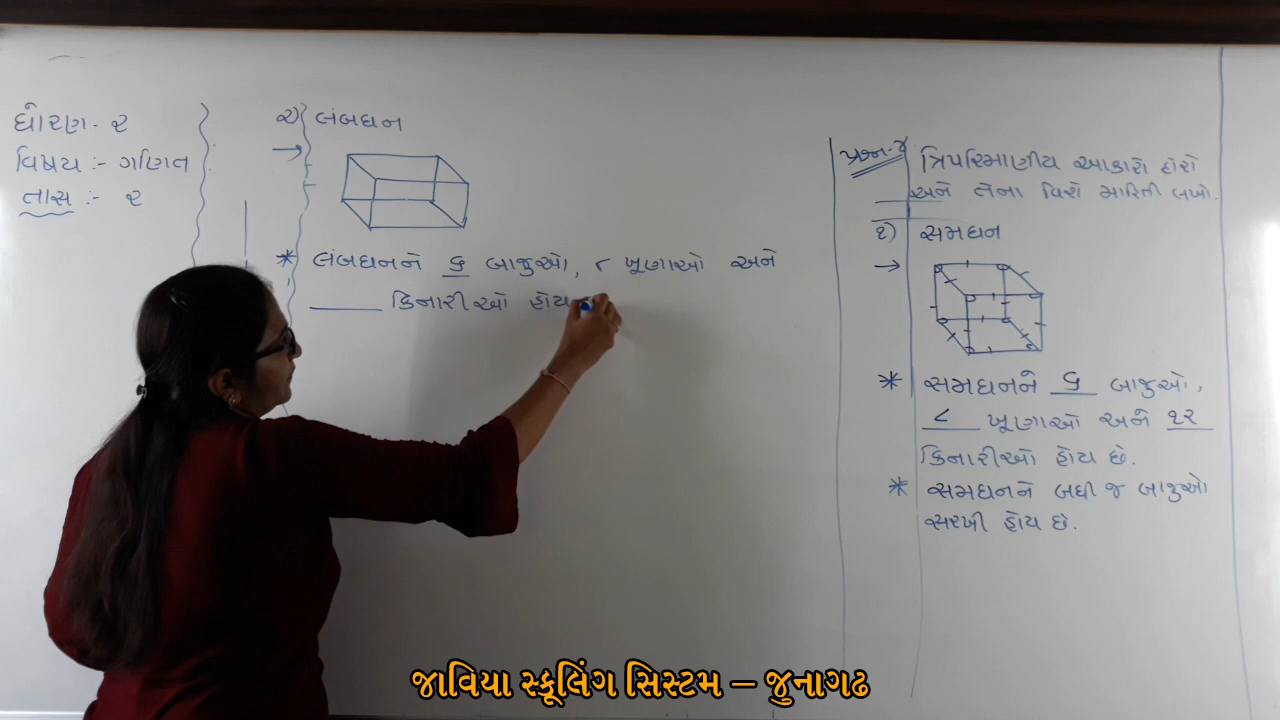 ધોરણ - ૨
વિષય :- ગણિત
તાસ :- ૨
૨) લંબઘન
* લંબઘનને ૬ બાજુઓ, ૮ ખૂણાઓ અને
_____ કિનારીઓ હોય
પ્રશ્ન-૪ ત્રિપરિમાણીય આકારો દોરો
અને તેના વિશે માહિતી લખો.
૧) સમઘન
* સમઘનને ૬ બાજુઓ,
૮ ખૂણાઓ અને ૧૨
કિનારીઓ હોય છે.
* સમઘનને બધી જ બાજુઓ
સરખી હોય છે.
જાવિયા સ્કૂલિંગ સિસ્ટમ – જુનાગઢ